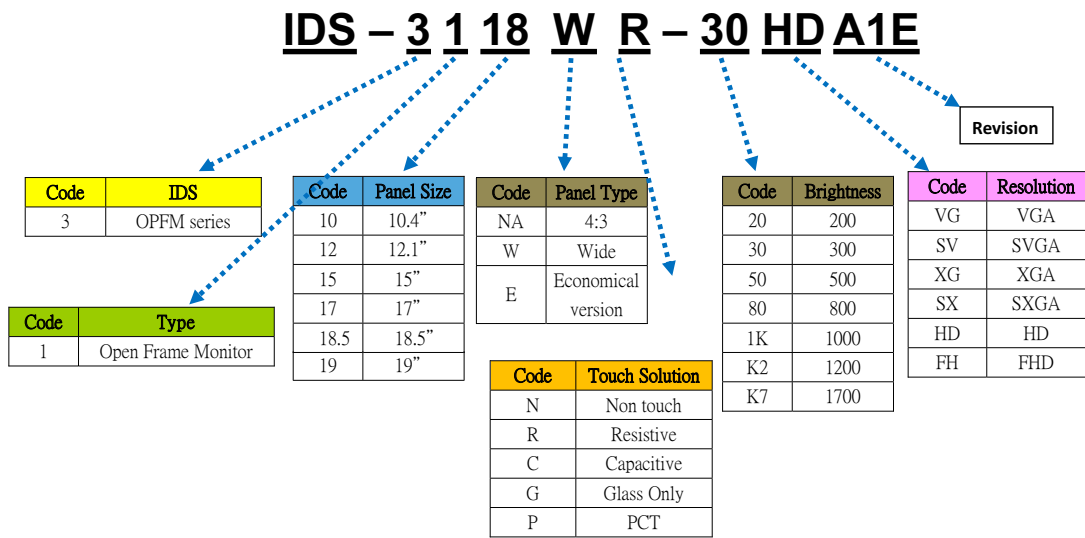 IDS – 3 1 18 W R – 30 HD A1E
Revision
Code IDS
3 OPFM series
Code Type
1 Open Frame Monitor
Code Panel Size
10 10.4”
12 12.1”
15 15”
17 17”
18.5 18.5”
19 19”
Code Panel Type
NA 4:3
W Wide
E Economical
version
Code Touch Solution
N Non touch
R Resistive
C Capacitive
G Glass Only
P PCT
Code Brightness
20 200
30 300
50 500
80 800
1K 1000
K2 1200
K7 1700
Code Resolution
VG VGA
SV SVGA
XG XGA
SX SXGA
HD HD
FH FHD